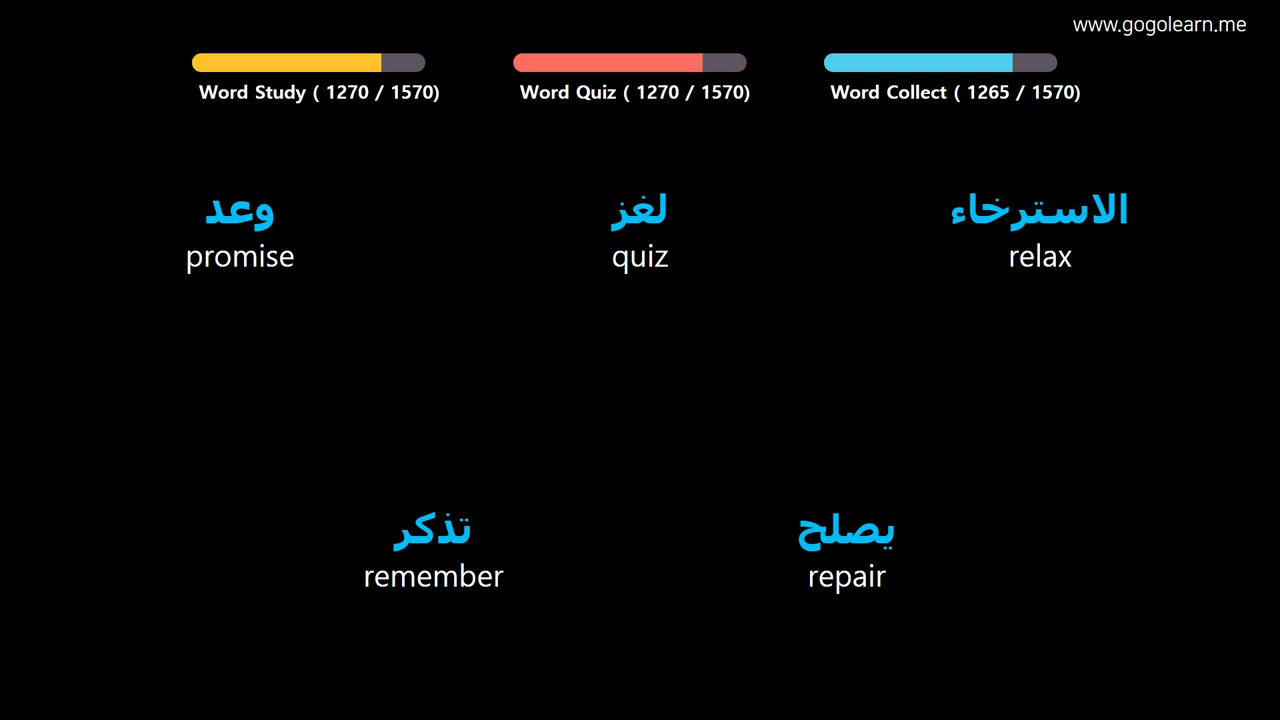 www.gogolearn.me
Word Study ( 1270 / 1570)
Word Quiz ( 1270 / 1570)
Word Collect ( 1265 / 1570)
وعد
promise
لغز
quiz
الاسترخاء
relax
تذكر
remember
يصلح
repair